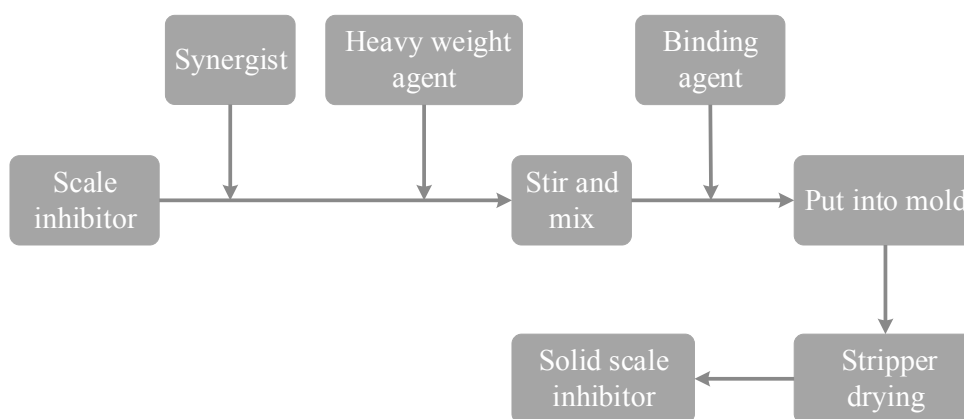 Synergist
Heavy weight
agent
Binding
agent
Scale
inhibitor
Stir and
mix
Put into mold
Stripper
drying
Solid scale
inhibitor